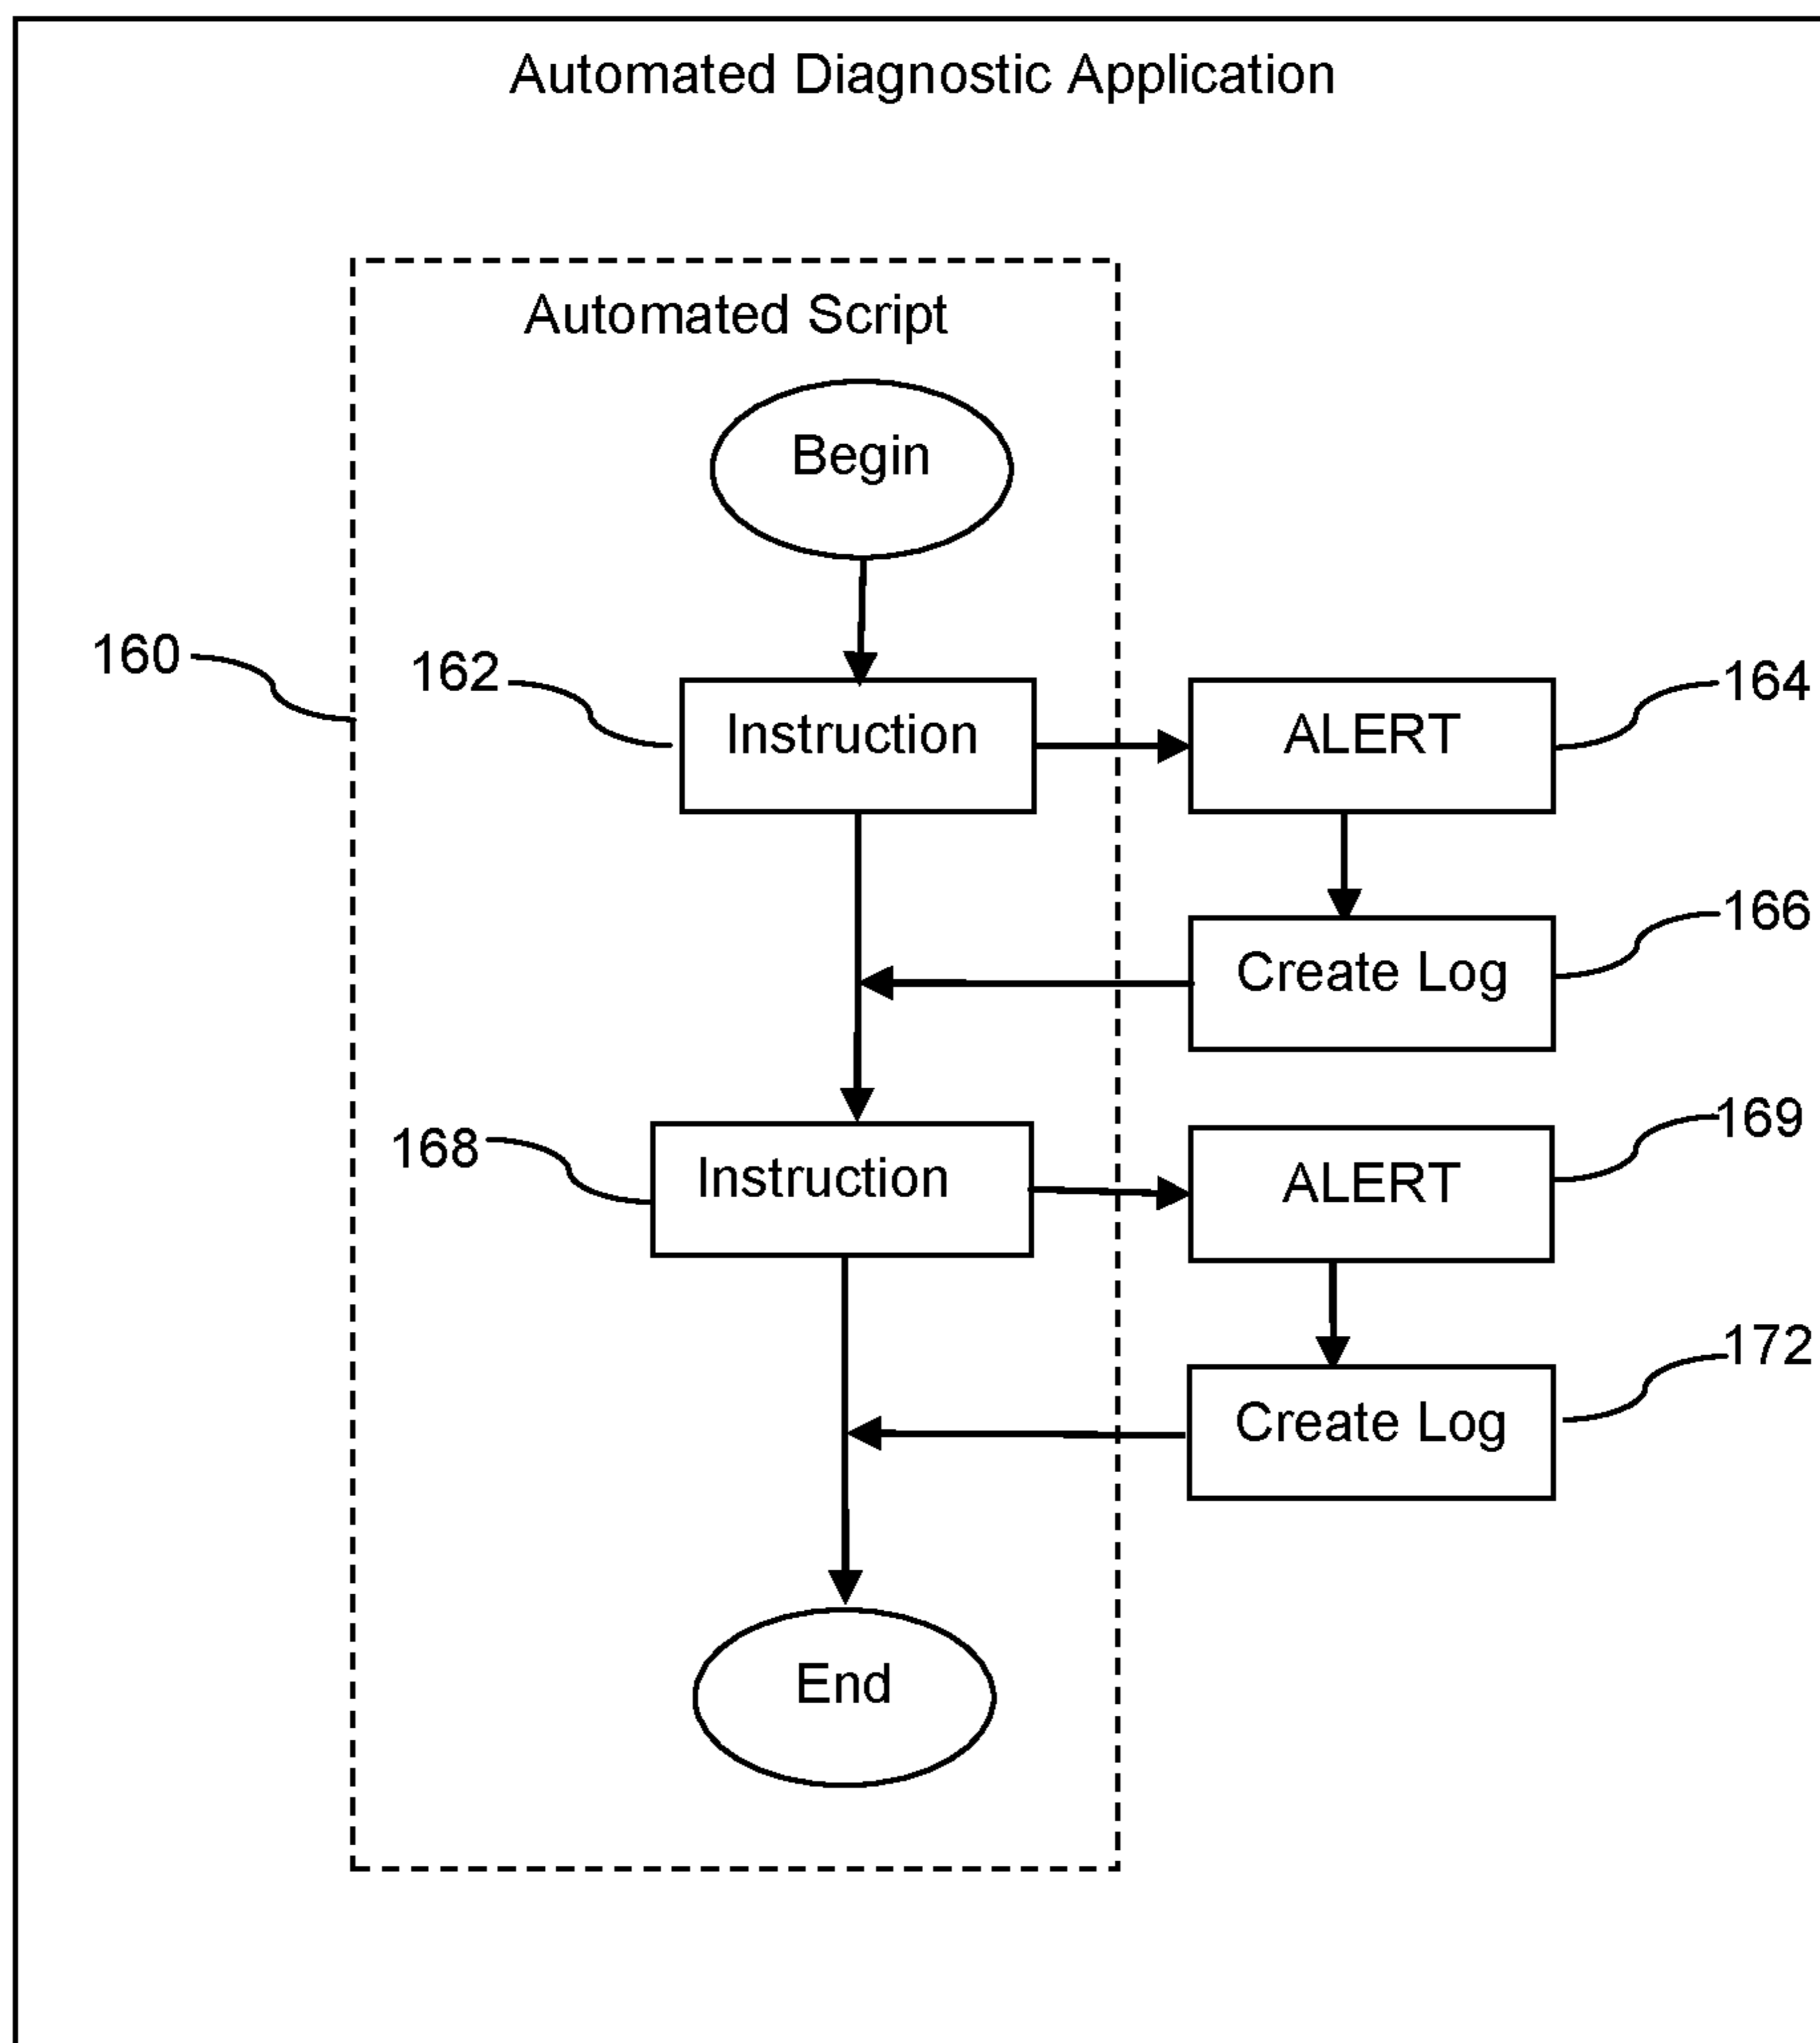 Automated Diagnostic Application
Automated Script
Begin
160
162
Instruction
ALERT
164
Create Log
166
168
Instruction
ALERT
169
Create Log
172
End